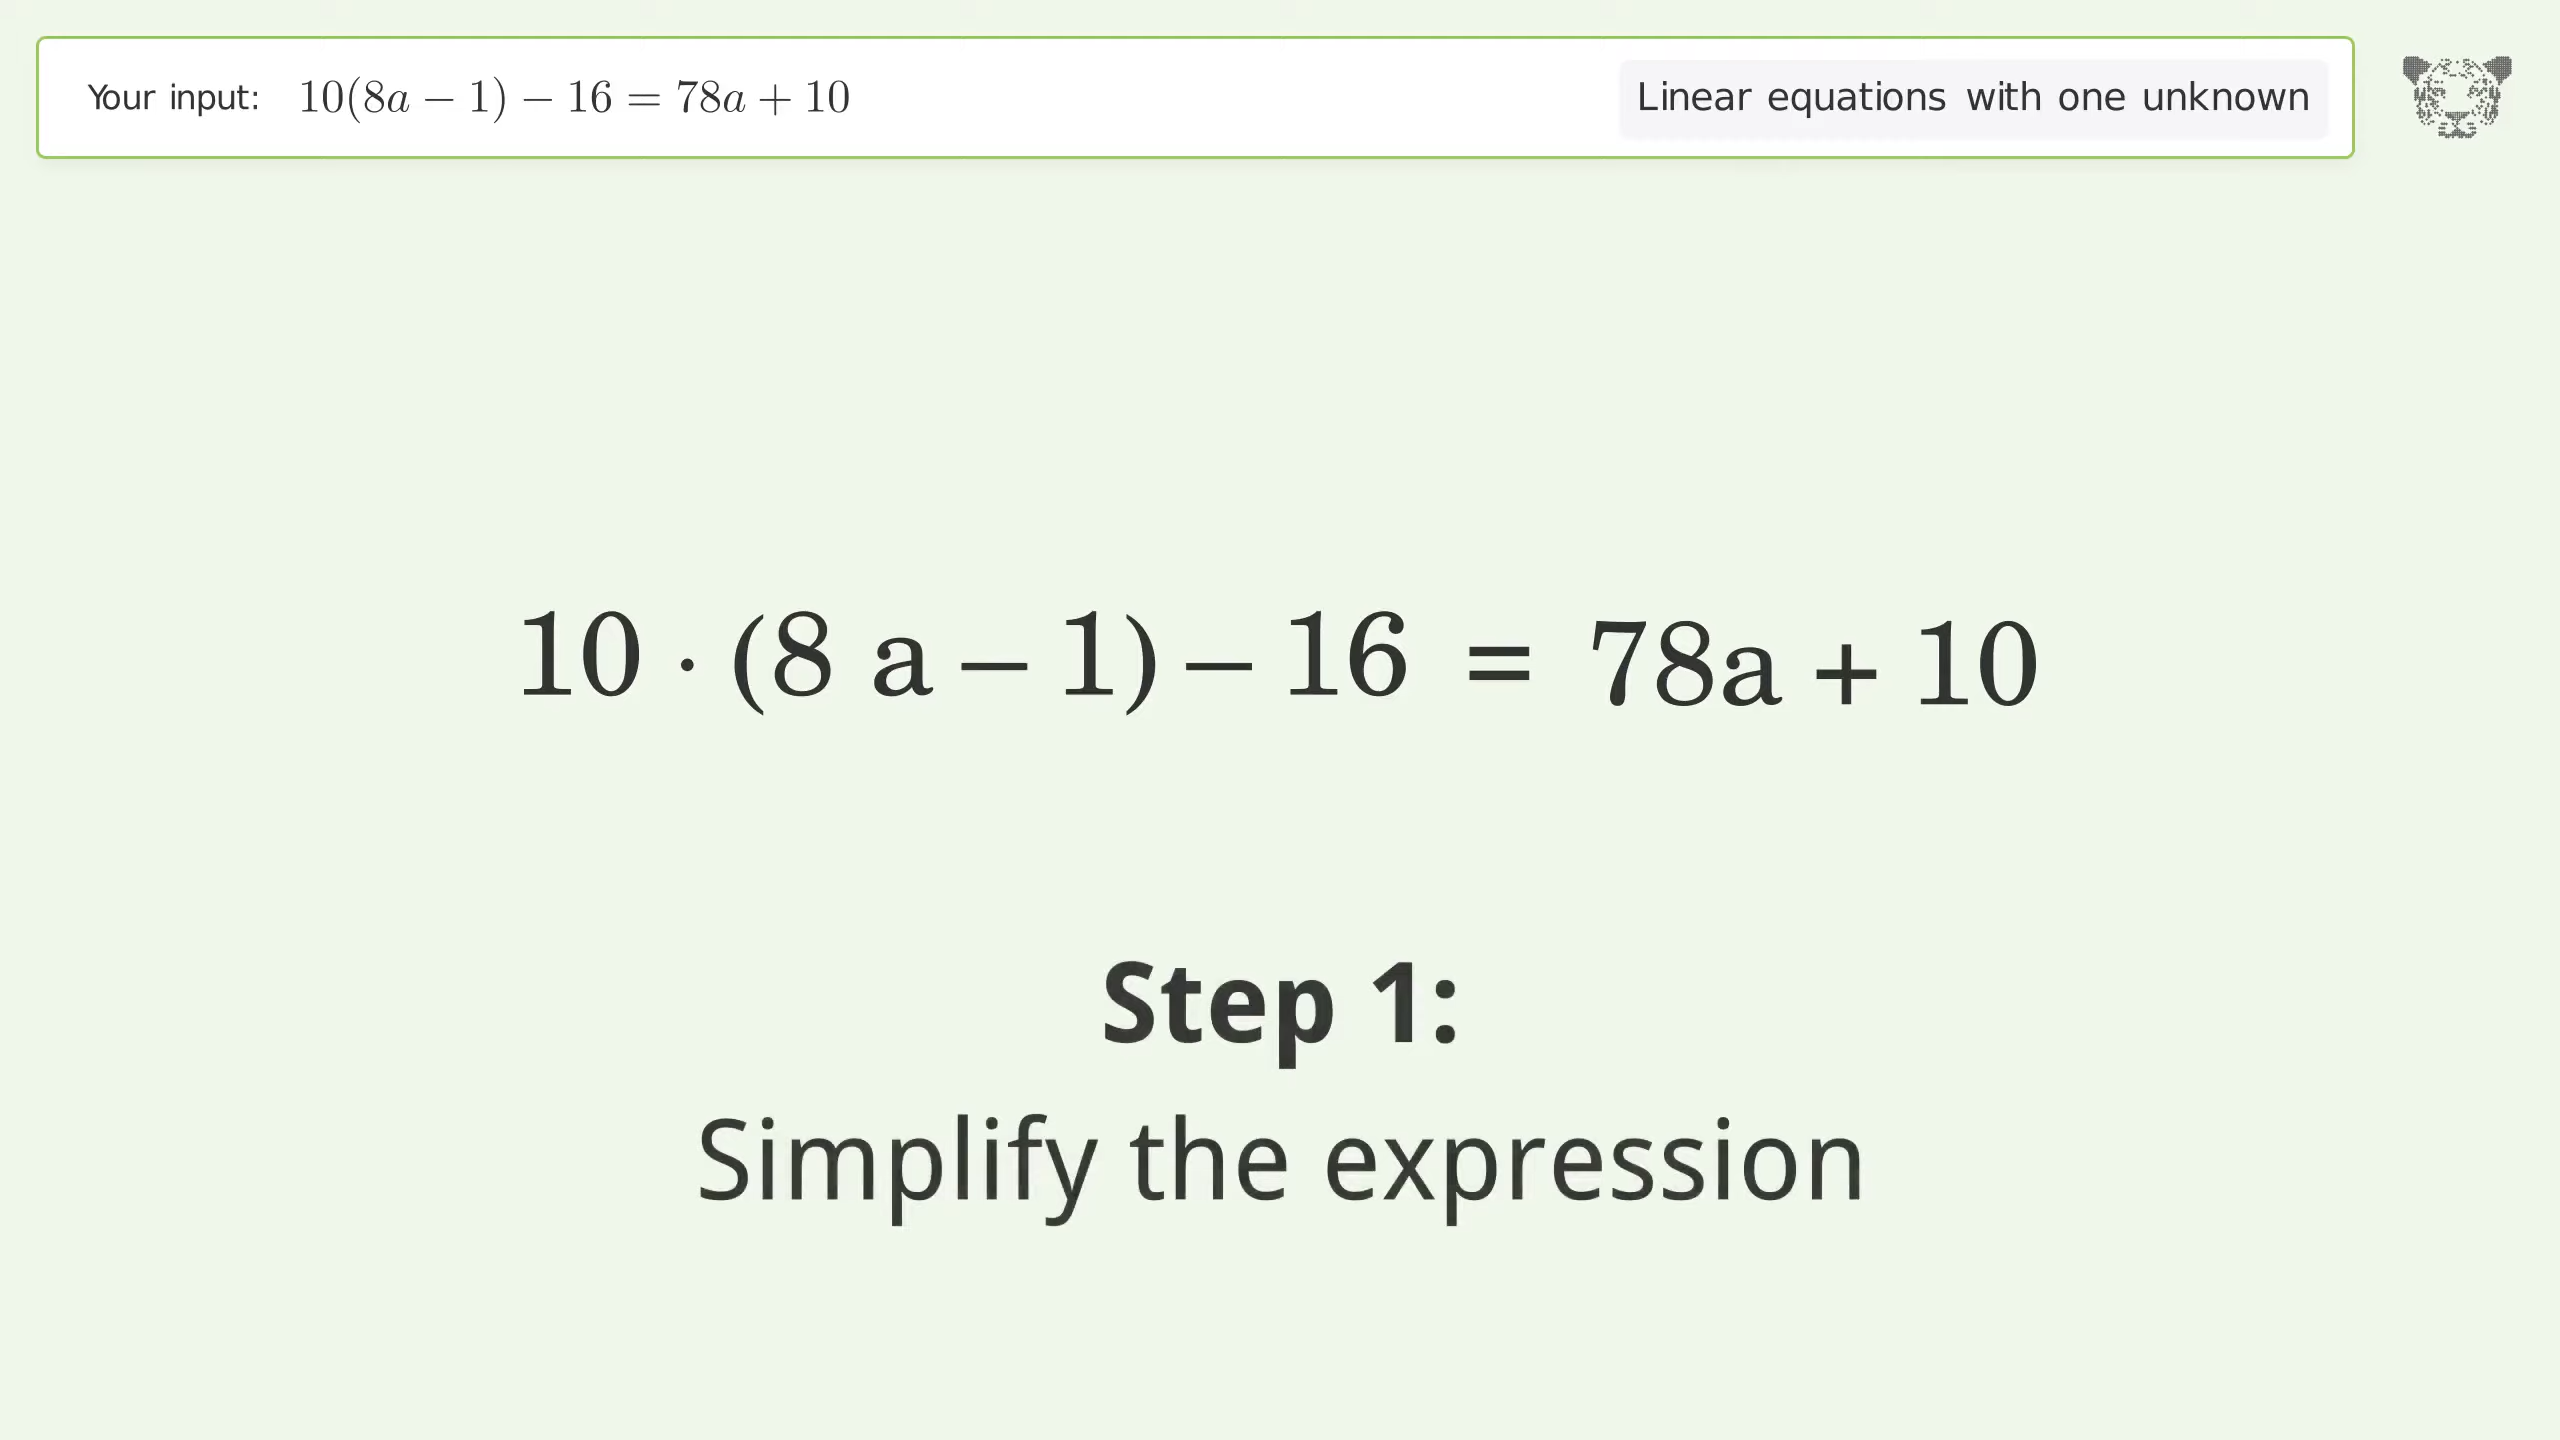 Your input: 10(8a − 1) − 16 = 78a + 10
Linear equations with one unknown
10 · (8 a − 1) − 16 = 78a + 10
Step 1:
Simplify the expression